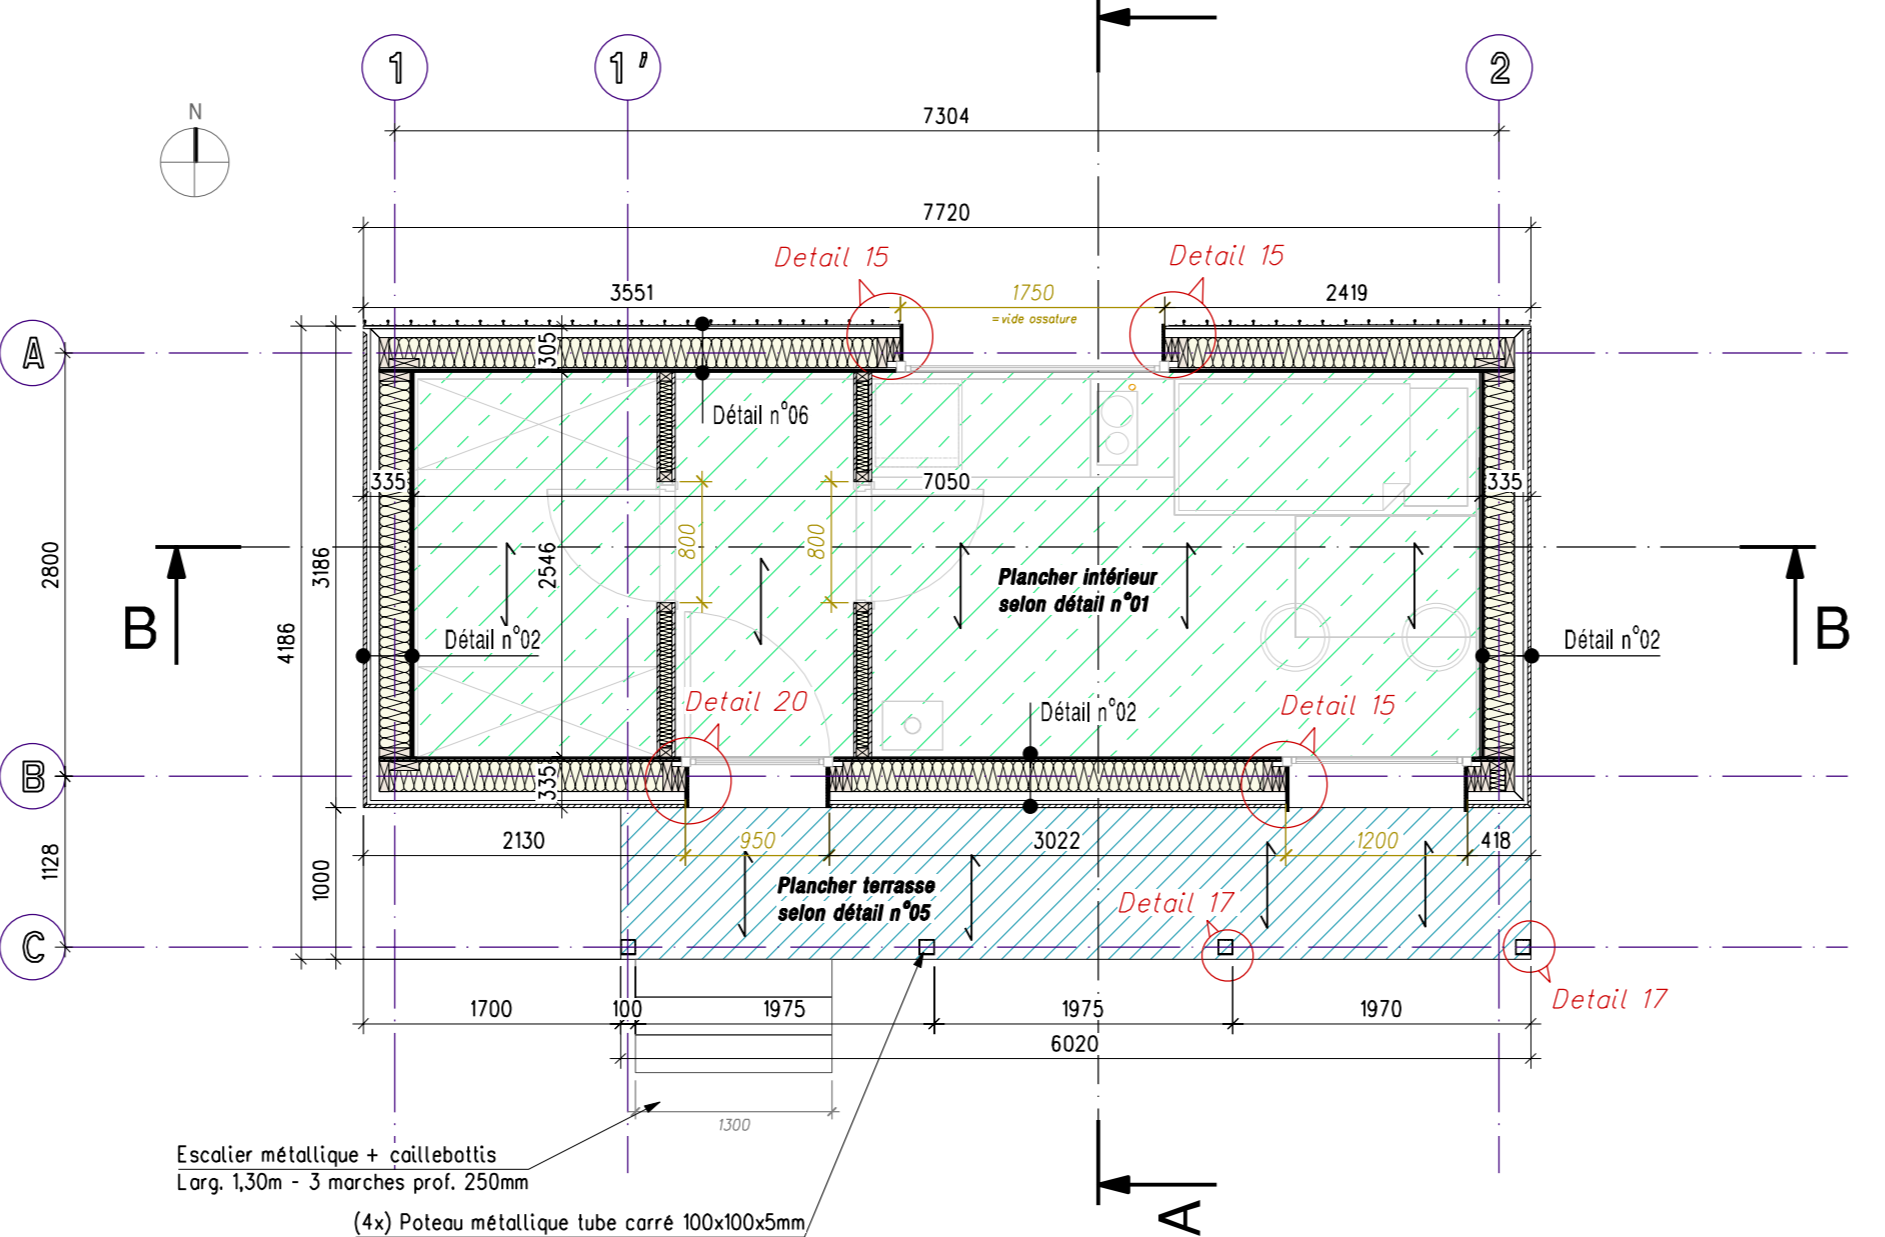 1
1'
2
N
7304
7720
Detail 15
Detail 15
3551
1750
=vide ossature
2419
A
305
Détail n°06
335
7050
335
800
800
2800
3186
2546
4186
Plancher intérieur
selon détail n°01
B
B
Détail n°02
Détail n°02
Detail 20
Détail n°02
Detail 15
B
335
2130
950
3022
1200
418
1128
1000
Plancher terrasse
selon détail n°05
Detail 17
C
Detail 17
1700
100
1975
1975
1970
6020
1300
Escalier métallique + caillebottis
Larg. 1,30m - 3 marches prof. 250mm
A
(4x) Poteau métallique tube carré 100x100x5mm